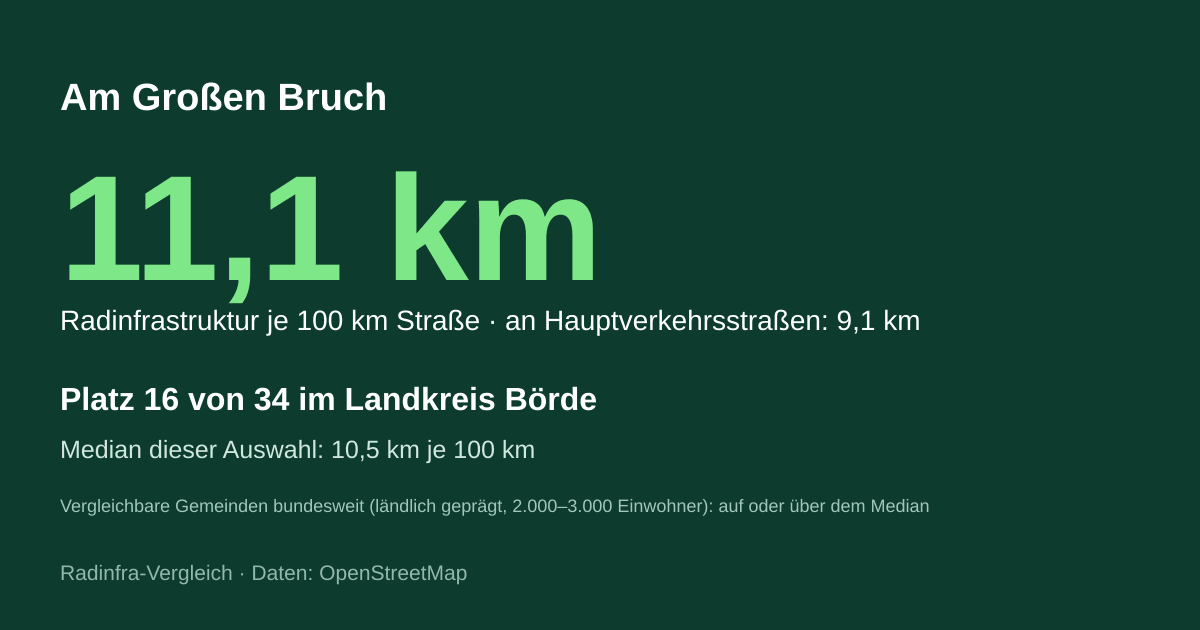 Am Großen Bruch
11,1 km
Radinfrastruktur je 100 km Straße · an Hauptverkehrsstraßen: 9,1 km
Platz 16 von 34 im Landkreis Börde
Median dieser Auswahl: 10,5 km je 100 km
Vergleichbare Gemeinden bundesweit (ländlich geprägt, 2.000–3.000 Einwohner): auf oder über dem Median
Radinfra-Vergleich · Daten: OpenStreetMap